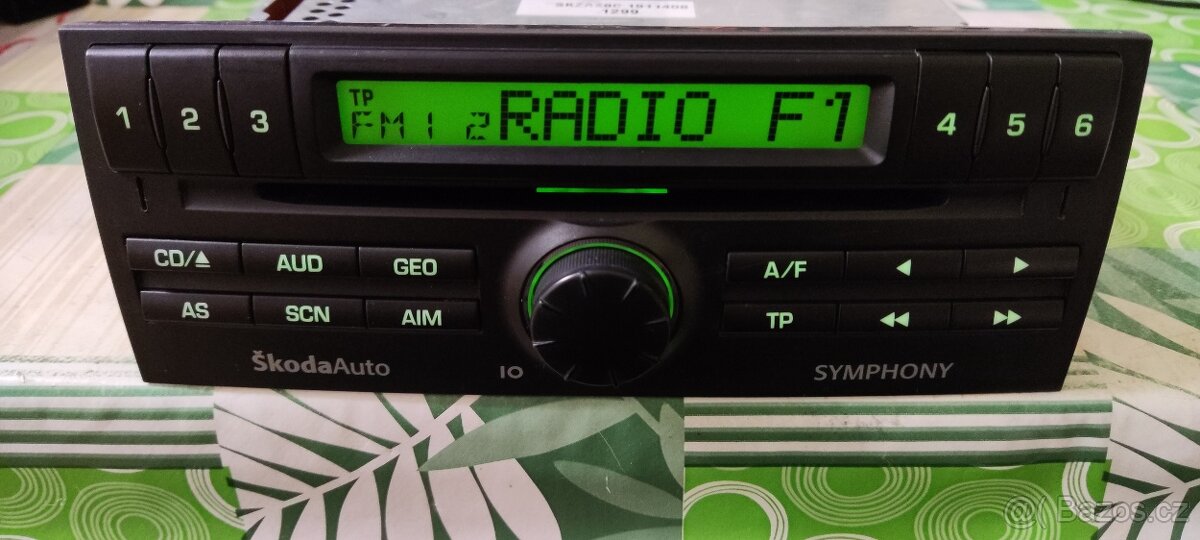 1299
TP
FM1 2 RADIO F1
1 2 3
4 5 6
CD/⏏ AUD GEO
A/F ◀ ▶
AS SCN AIM
TP ◀◀ ▶▶
ŠkodaAuto IO SYMPHONY
Bazos.cz